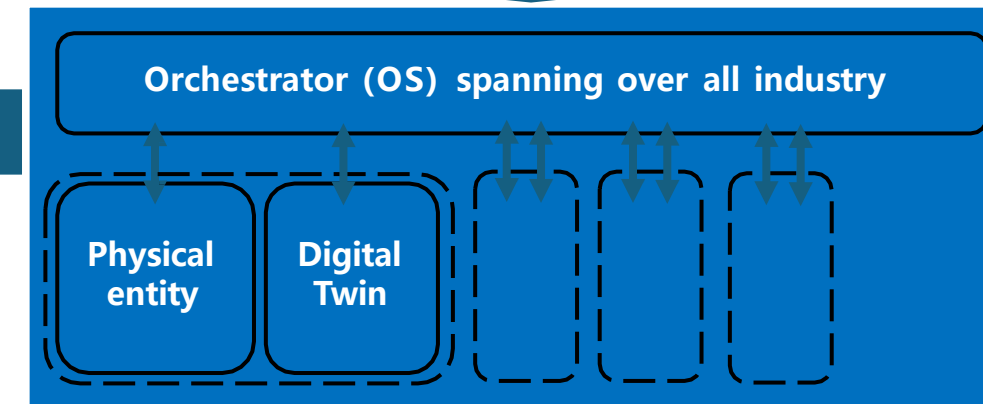 Orchestrator (OS) spanning over all industry
Physical
entity
Digital
Twin